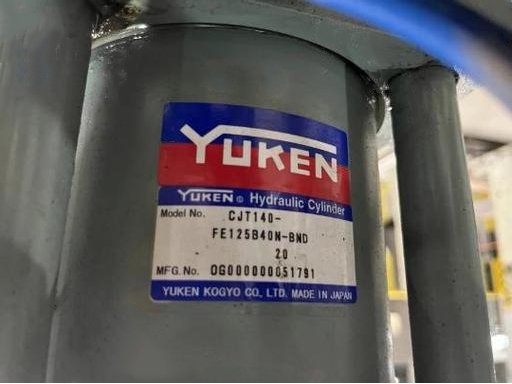 YUKEN
YUKEN® Hydraulic Cylinder
Model No. CJT140-
FE125B40N-BND
20
MFG. No. OG000000051791
YUKEN KOGYO CO., LTD. MADE IN JAPAN